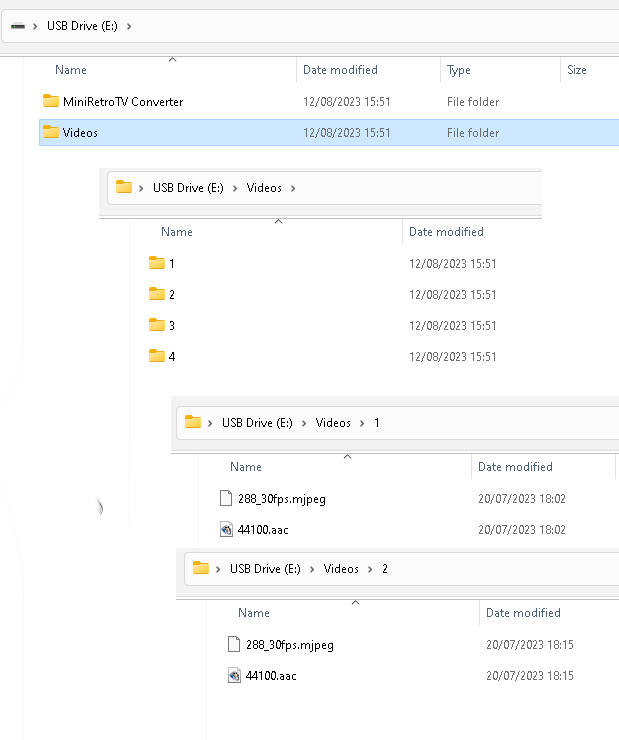 USB Drive (E:)
Name Date modified Type Size
MiniRetroTV Converter 12/08/2023 15:51 File folder
Videos 12/08/2023 15:51 File folder
USB Drive (E:) Videos
Name Date modified
1 12/08/2023 15:51
2 12/08/2023 15:51
3 12/08/2023 15:51
4 12/08/2023 15:51
USB Drive (E:) Videos 1
Name Date modified
288_30fps.mjpeg 20/07/2023 18:02
44100.aac 20/07/2023 18:02
USB Drive (E:) Videos 2
Name Date modified
288_30fps.mjpeg 20/07/2023 18:15
44100.aac 20/07/2023 18:15